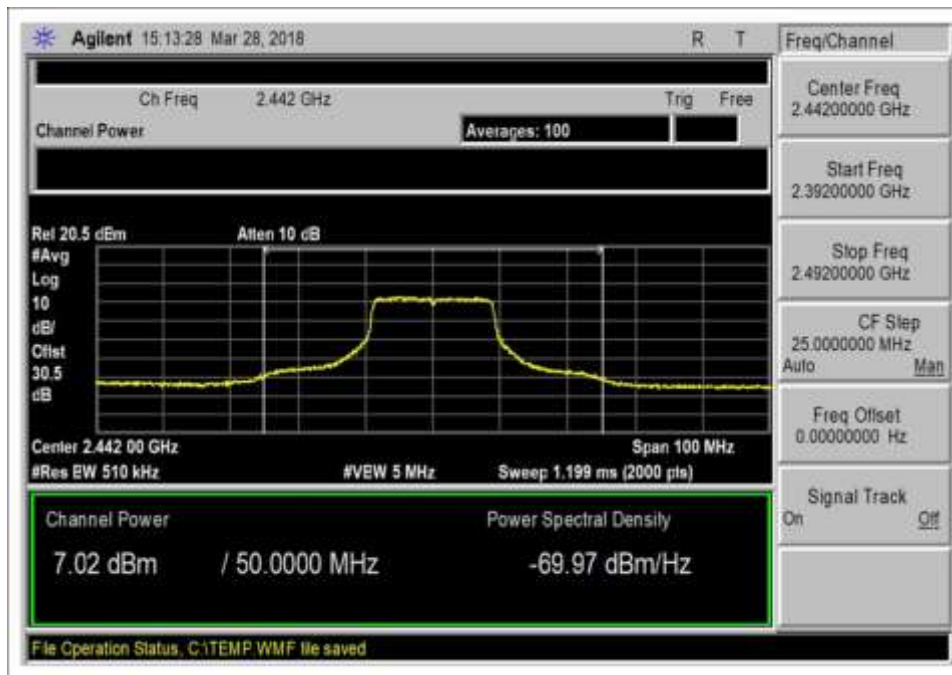 Agilent 15:13:28 Mar 28, 2018 R T
Freq/Channel
Ch Freq 2.442 GHz Trig Free
Channel Power Averages: 100
Center Freq
2.44200000 GHz
Start Freq
2.39200000 GHz
Stop Freq
2.49200000 GHz
CF Step
25.0000000 MHz
Auto Man
Freq Offset
0.00000000 Hz
Signal Track
On Off
Ref 20.5 dBm Atten 10 dB
#Avg
Log
10
dB/
Offst
30.5
dB
Center 2.442 00 GHz Span 100 MHz
#Res BW 510 kHz #VBW 5 MHz Sweep 1.199 ms (2000 pts)
Channel Power Power Spectral Density
7.02 dBm / 50.0000 MHz -69.97 dBm/Hz
File Operation Status, C:\TEMP.WMF file saved